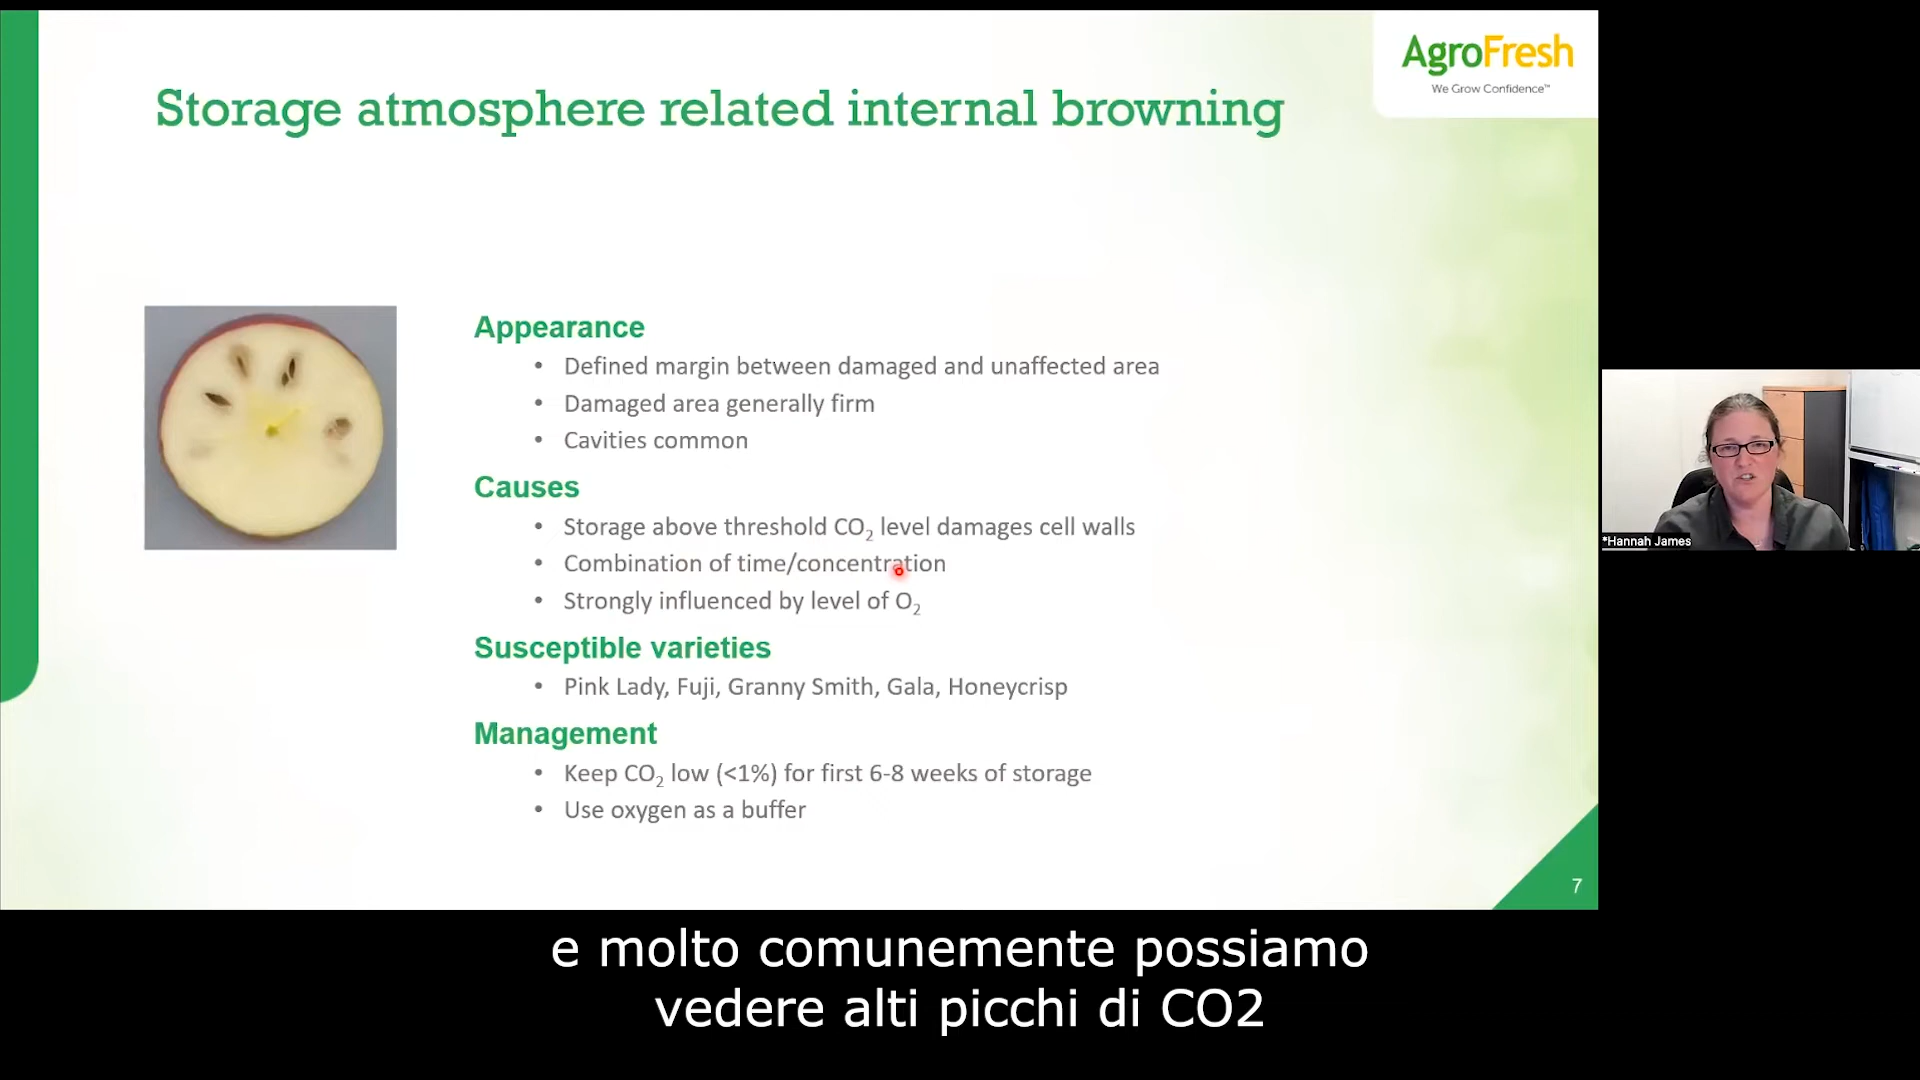 AgroFresh
We Grow Confidence™
Storage atmosphere related internal browning
Appearance
• Defined margin between damaged and unaffected area
• Damaged area generally firm
• Cavities common
Causes
• Storage above threshold CO₂ level damages cell walls
• Combination of time/concentration
• Strongly influenced by level of O₂
Susceptible varieties
• Pink Lady, Fuji, Granny Smith, Gala, Honeycrisp
Management
• Keep CO₂ low (<1%) for first 6-8 weeks of storage
• Use oxygen as a buffer
7
*Hannah James
e molto comunemente possiamo
vedere alti picchi di CO2